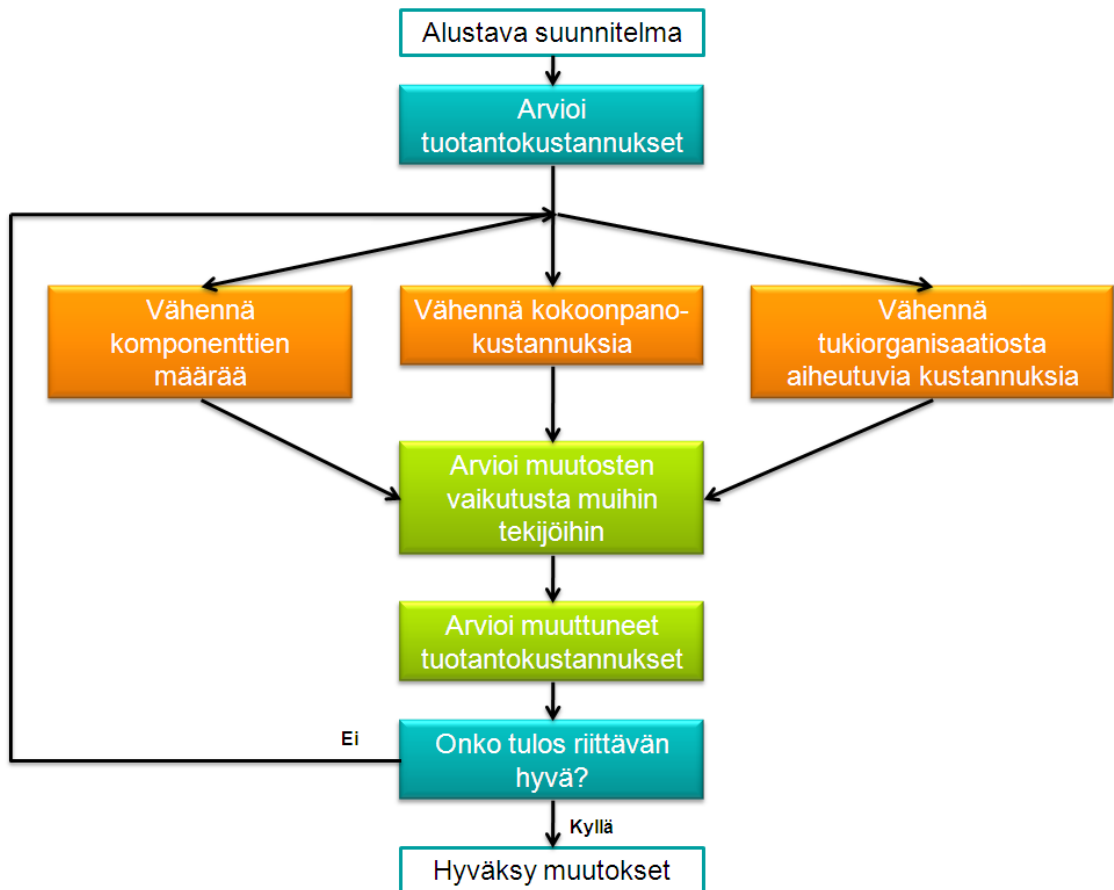 Alustava suunnitelma
Arvioi
tuotantokustannukset
Vähennä
komponenttien
määrää
Vähennä kokoonpano-
kustannuksia
Vähennä
tukiorganisaatiosta
aiheutuvia kustannuksia
Arvioi muutosten
vaikutusta muihin
tekijöihin
Arvioi muuttuneet
tuotantokustannukset
Onko tulos riittävän
hyvä?
Ei
Kyllä
Hyväksy muutokset